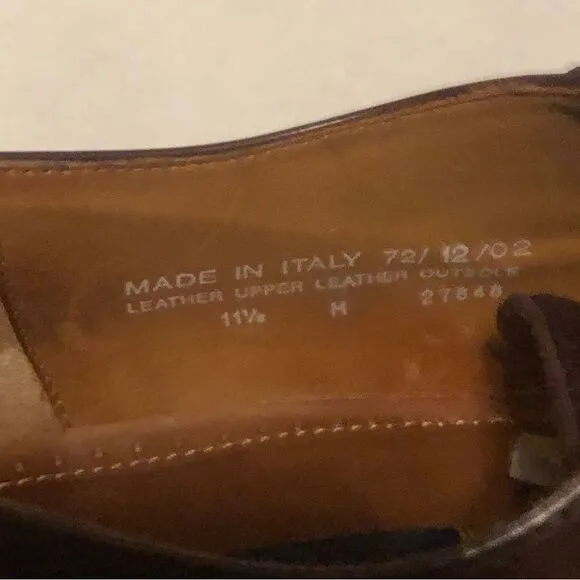 MADE IN ITALY 72/ 12 /02
LEATHER UPPER LEATHER OUTSOLE
11½ M 27848